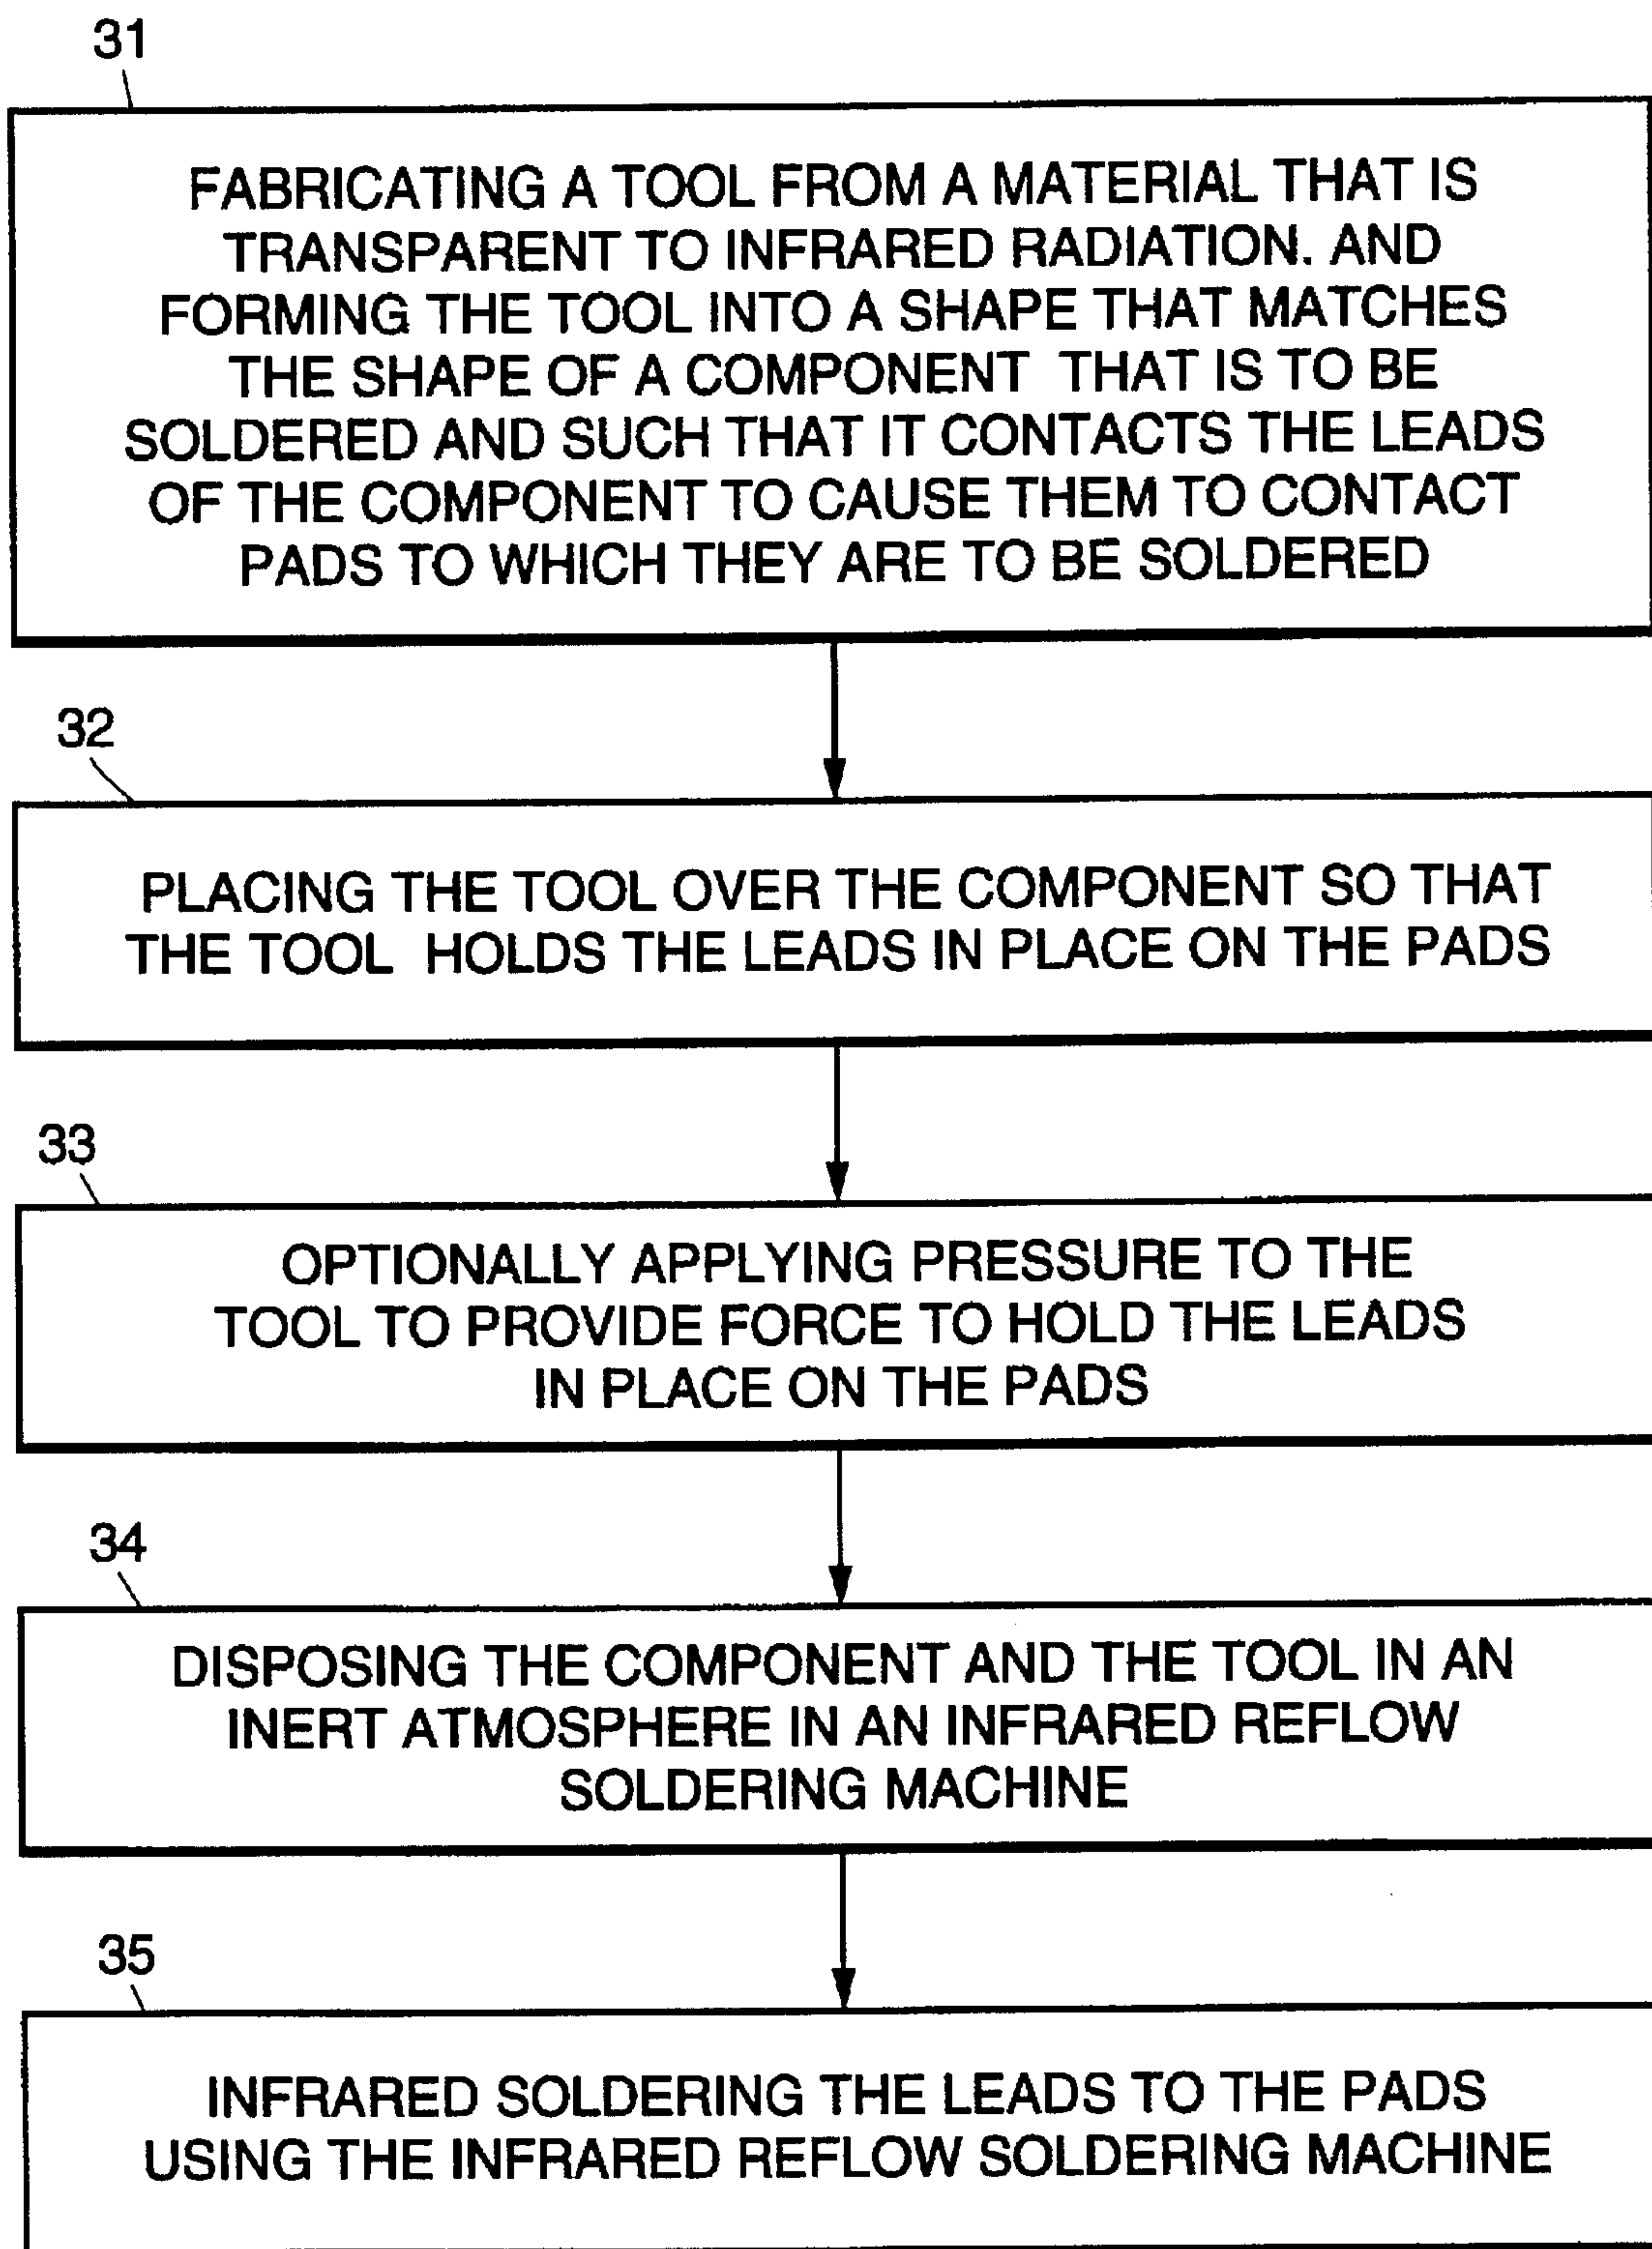 31
FABRICATING A TOOL FROM A MATERIAL THAT IS
TRANSPARENT TO INFRARED RADIATION. AND
FORMING THE TOOL INTO A SHAPE THAT MATCHES
THE SHAPE OF A COMPONENT THAT IS TO BE
SOLDERED AND SUCH THAT IT CONTACTS THE LEADS
OF THE COMPONENT TO CAUSE THEM TO CONTACT
PADS TO WHICH THEY ARE TO BE SOLDERED
32
PLACING THE TOOL OVER THE COMPONENT SO THAT
THE TOOL HOLDS THE LEADS IN PLACE ON THE PADS
33
OPTIONALLY APPLYING PRESSURE TO THE
TOOL TO PROVIDE FORCE TO HOLD THE LEADS
IN PLACE ON THE PADS
34
DISPOSING THE COMPONENT AND THE TOOL IN AN
INERT ATMOSPHERE IN AN INFRARED REFLOW
SOLDERING MACHINE
35
INFRARED SOLDERING THE LEADS TO THE PADS
USING THE INFRARED REFLOW SOLDERING MACHINE